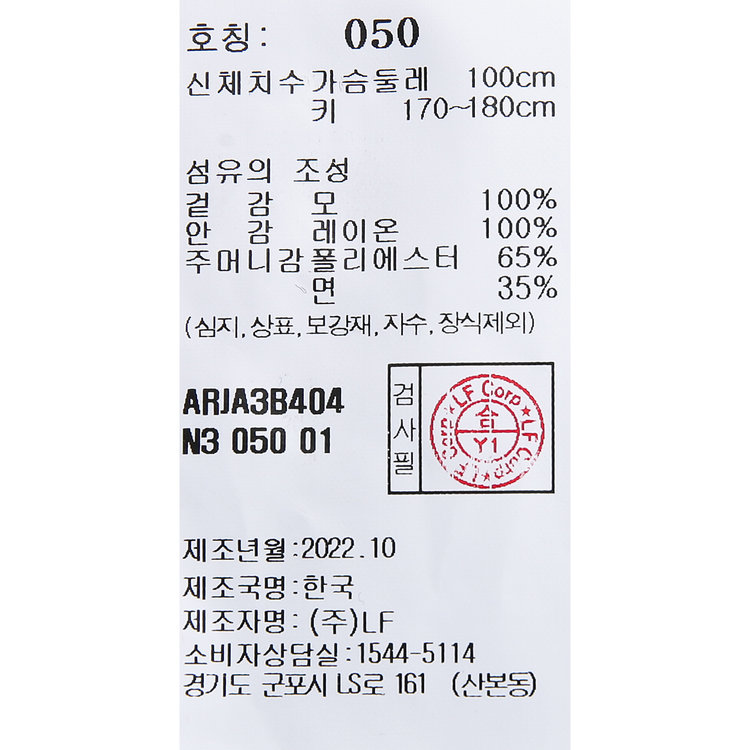 호칭: 050
신체치수 가슴둘레 100cm
키 170~180cm
섬유의 조성
겉 감 모 100%
안 감 레이온 100%
주머니감 폴리에스터 65%
면 35%
(심지, 상표, 보강재, 자수, 장식제외)
ARJA3B404
N3 050 01
검사필
★LF Corp★LF Corp★LF Corp
합
Y1
제조년월:2022.10
제조국명:한국
제조자명: (주)LF
소비자상담실:1544-5114
경기도 군포시 LS로 161 (산본동)